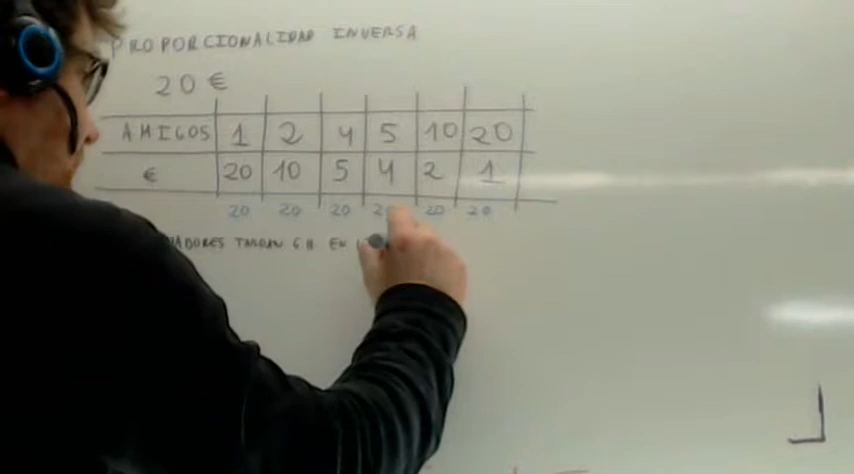 PROPORCIONALIDAD INVERSA
20 €
AMIGOS 1 2 4 5 10 20
€ 20 10 5 4 2 1
20 20 20 20 20 20
TARDAN 6 H EN